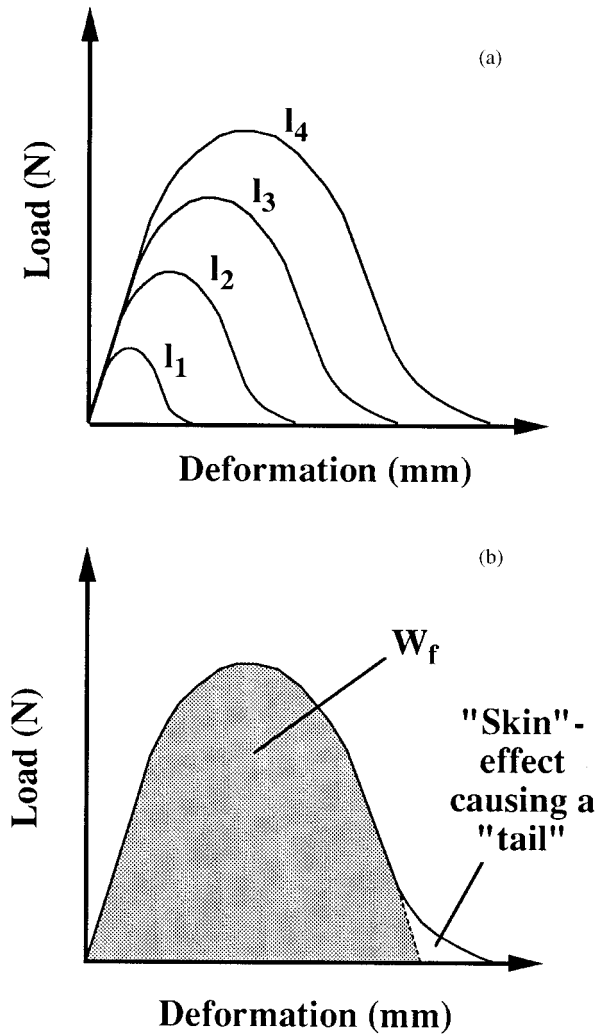 (a)
Load (N)
l4
l3
l2
l1
Deformation (mm)
(b)
Load (N)
Wf
"Skin"-
effect
causing a
"tail"
Deformation (mm)